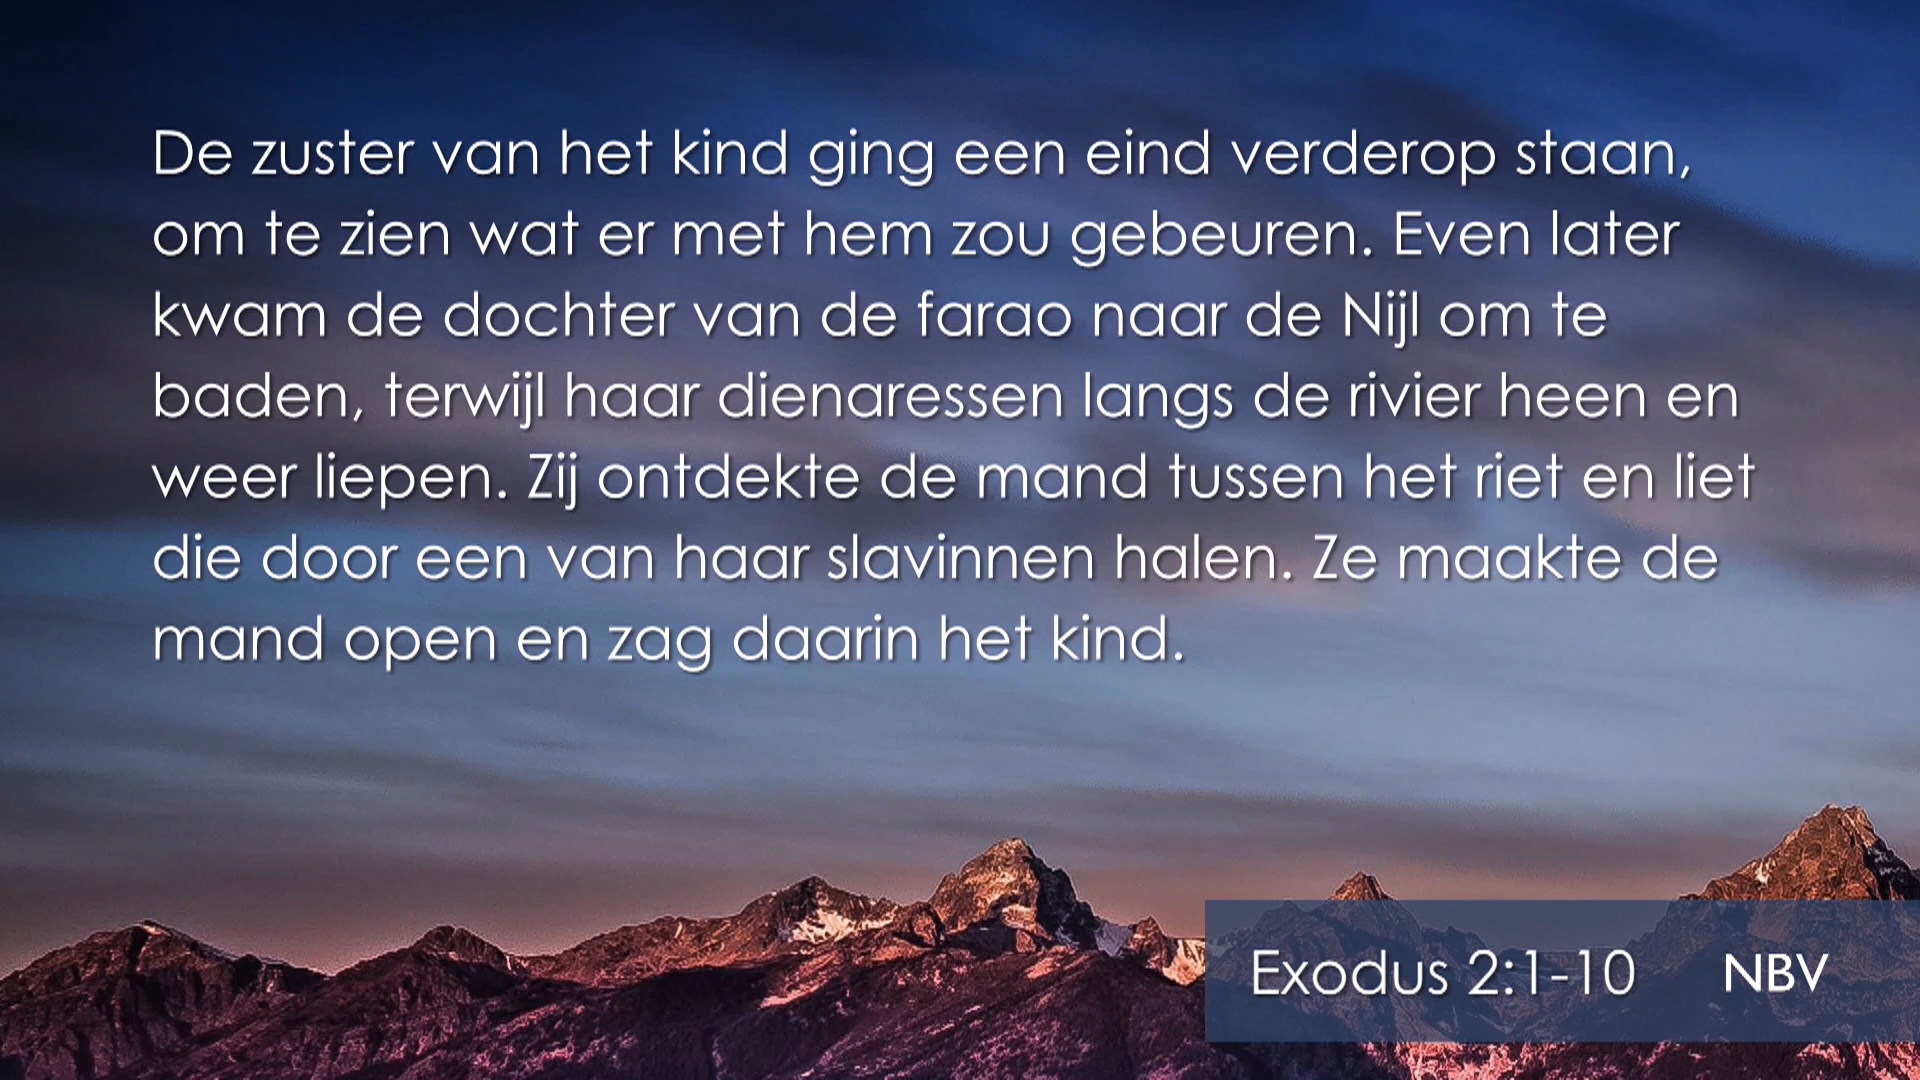 De zuster van het kind ging een eind verderop staan,
om te zien wat er met hem zou gebeuren. Even later
kwam de dochter van de farao naar de Nijl om te
baden, terwijl haar dienaressen langs de rivier heen en
weer liepen. Zij ontdekte de mand tussen het riet en liet
die door een van haar slavinnen halen. Ze maakte de
mand open en zag daarin het kind.
Exodus 2:1-10 NBV